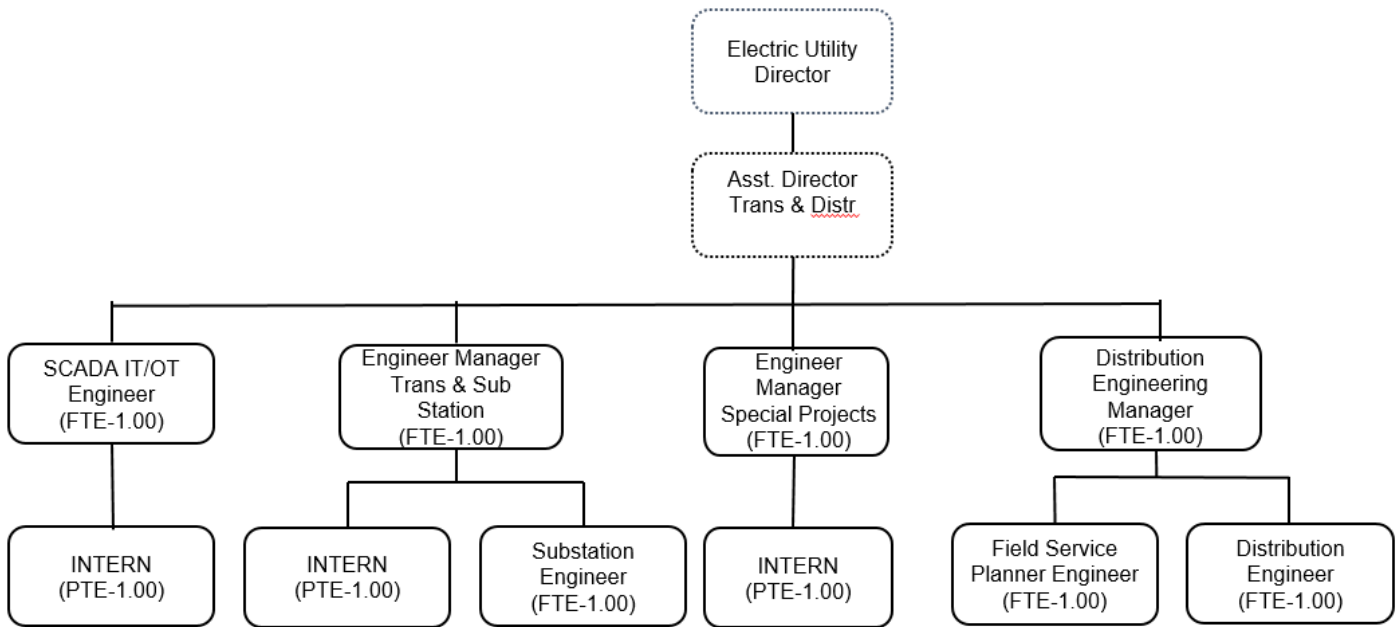 Electric Utility
Director
Asst. Director
Trans & Distr
SCADA IT/OT
Engineer
(FTE-1.00)
Engineer Manager
Trans & Sub
Station
(FTE-1.00)
Engineer
Manager
Special Projects
(FTE-1.00)
Distribution
Engineering
Manager
(FTE-1.00)
INTERN
(PTE-1.00)
INTERN
(PTE-1.00)
Substation
Engineer
(FTE-1.00)
INTERN
(PTE-1.00)
Field Service
Planner Engineer
(FTE-1.00)
Distribution
Engineer
(FTE-1.00)